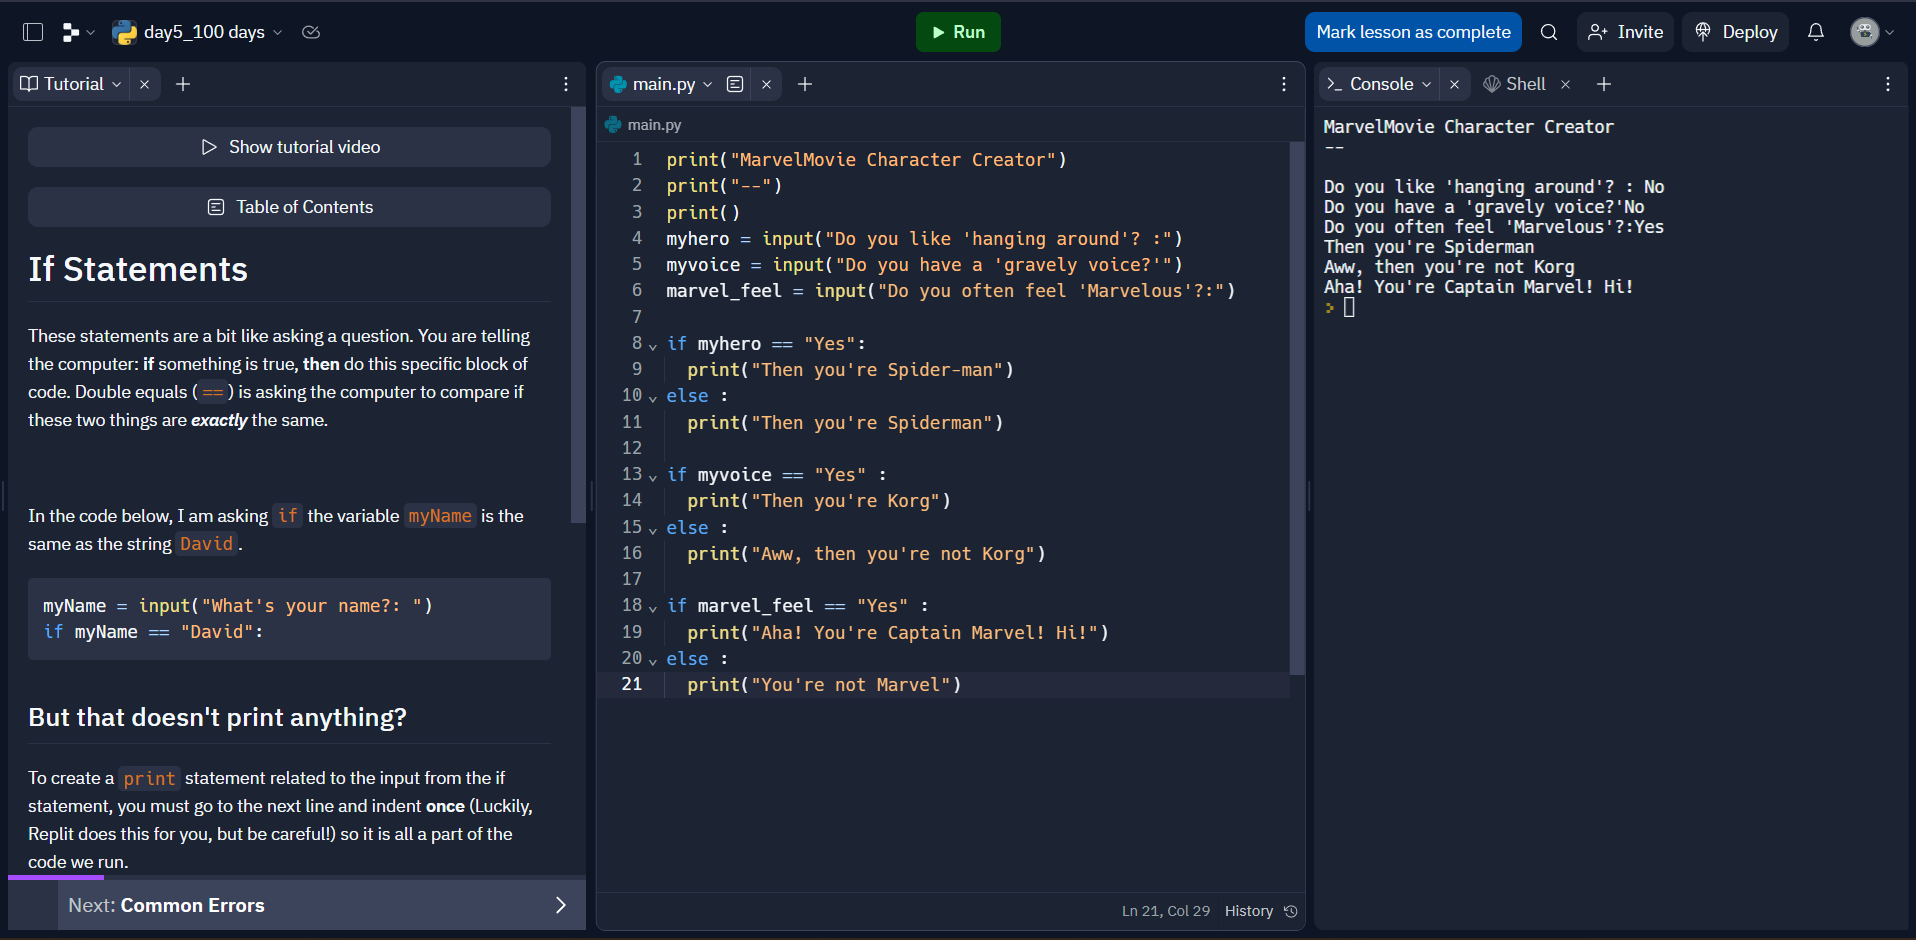 day5_100 days
Run
Mark lesson as complete
Invite
Deploy
Tutorial
Show tutorial video
Table of Contents
If Statements
These statements are a bit like asking a question. You are telling
the computer: if something is true, then do this specific block of
code. Double equals ( == ) is asking the computer to compare if
these two things are exactly the same.
In the code below, I am asking if the variable myName is the
same as the string David .
myName = input("What's your name?: ")
if myName == "David":
But that doesn't print anything?
To create a print statement related to the input from the if
statement, you must go to the next line and indent once (Luckily,
Replit does this for you, but be careful!) so it is all a part of the
code we run.
Next: Common Errors
main.py
main.py
1 print("MarvelMovie Character Creator")
2 print("--")
3 print()
4 myhero = input("Do you like 'hanging around'? :")
5 myvoice = input("Do you have a 'gravely voice?'")
6 marvel_feel = input("Do you often feel 'Marvelous'?:")
7
8 if myhero == "Yes":
9 print("Then you're Spider-man")
10 else :
11 print("Then you're Spiderman")
12
13 if myvoice == "Yes" :
14 print("Then you're Korg")
15 else :
16 print("Aww, then you're not Korg")
17
18 if marvel_feel == "Yes" :
19 print("Aha! You're Captain Marvel! Hi!")
20 else :
21 print("You're not Marvel")
Ln 21, Col 29 History
Console
Shell
MarvelMovie Character Creator
--
Do you like 'hanging around'? : No
Do you have a 'gravely voice?'No
Do you often feel 'Marvelous'?:Yes
Then you're Spiderman
Aww, then you're not Korg
Aha! You're Captain Marvel! Hi!